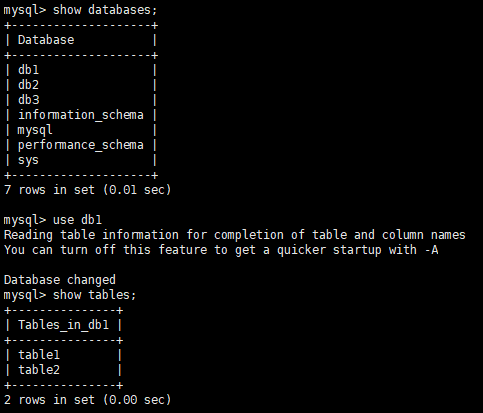 mysql> show databases;
+--------------------+
| Database           |
+--------------------+
| db1                |
| db2                |
| db3                |
| information_schema |
| mysql              |
| performance_schema |
| sys                |
+--------------------+
7 rows in set (0.01 sec)

mysql> use db1
Reading table information for completion of table and column names
You can turn off this feature to get a quicker startup with -A

Database changed
mysql> show tables;
+---------------+
| Tables_in_db1 |
+---------------+
| table1        |
| table2        |
+---------------+
2 rows in set (0.00 sec)